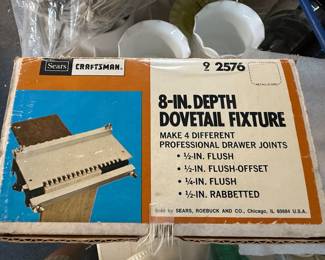 Sears CRAFTSMAN®
9 2576
8-IN. DEPTH
DOVETAIL FIXTURE
MAKE 4 DIFFERENT
PROFESSIONAL DRAWER JOINTS
• ½-IN. FLUSH
• ½-IN. FLUSH-OFFSET
• ¼-IN. FLUSH
• ½-IN. RABBETTED
Sold by SEARS, ROEBUCK AND CO., Chicago, Ill. 60684 U.S.A.